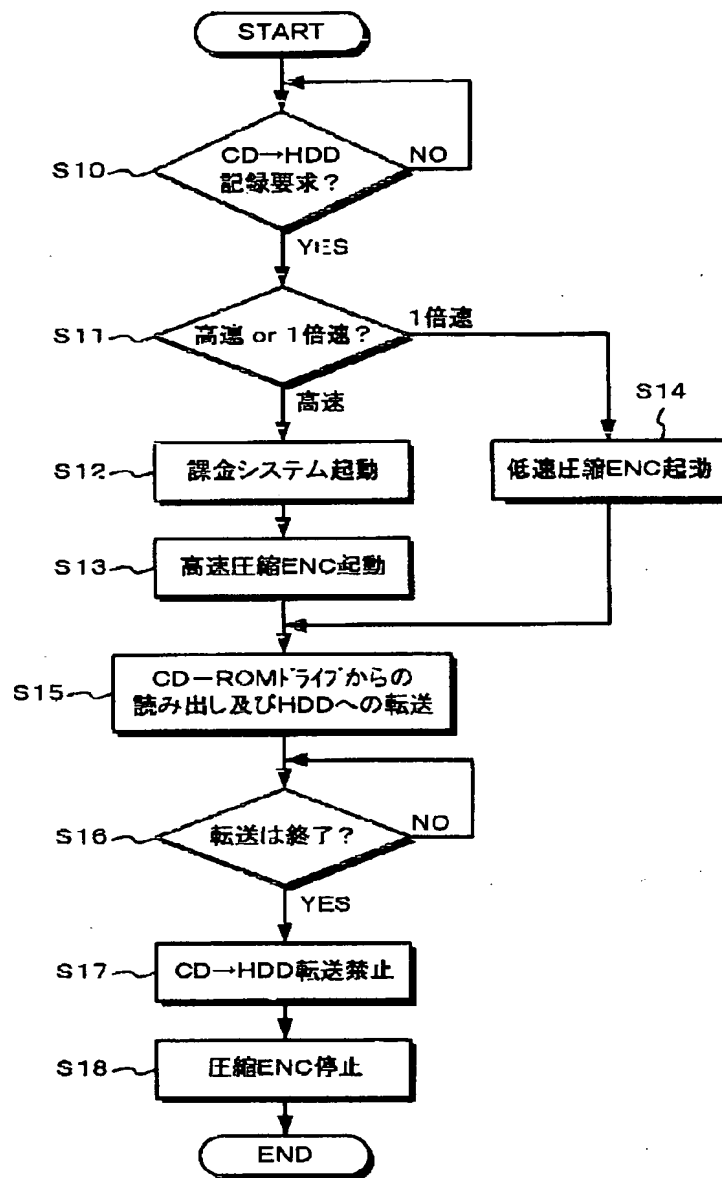 START
S10
CD→HDD
記録要求?
NO
YES
S11
高速 or 1倍速?
1倍速
高速
S14
S12
課金システム起動
低速圧縮ENC起動
S13
高速圧縮ENC起動
S15
CD－ROMドライブからの
読み出し及びHDDへの転送
S16
転送は終了?
NO
YES
S17
CD→HDD転送禁止
S18
圧縮ENC停止
END